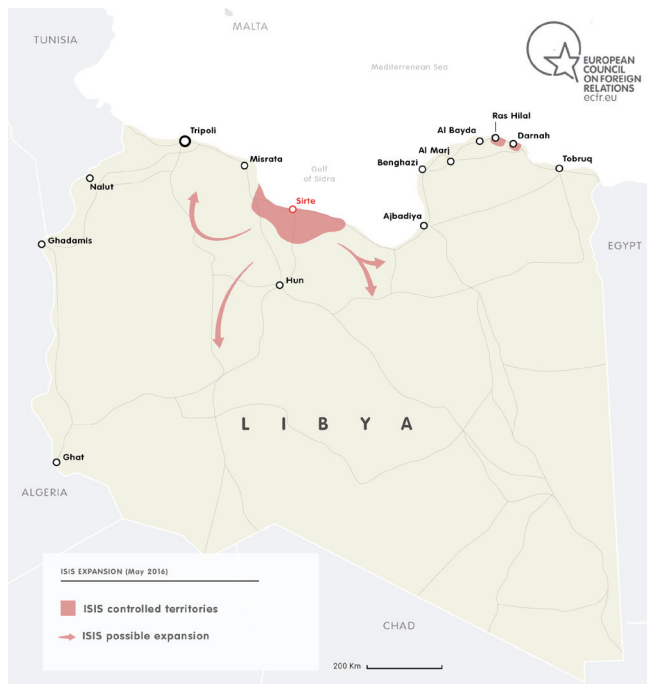 TUNISIA
MALTA
Mediterranean Sea
EUROPEAN
COUNCIL
ON FOREIGN
RELATIONS
ecfr.eu
Ras Hilal
Al Bayda
Darnah
Tripoli
Al Marj
Misrata
Benghazi
Tobruq
Gulf
of Sidra
Nalut
Sirte
Ajbadiya
Ghadamis
EGYPT
Hun
LIBYA
Ghat
ALGERIA
ISIS EXPANSION (May 2016)
ISIS controlled territories
ISIS possible expansion
CHAD
200 Km